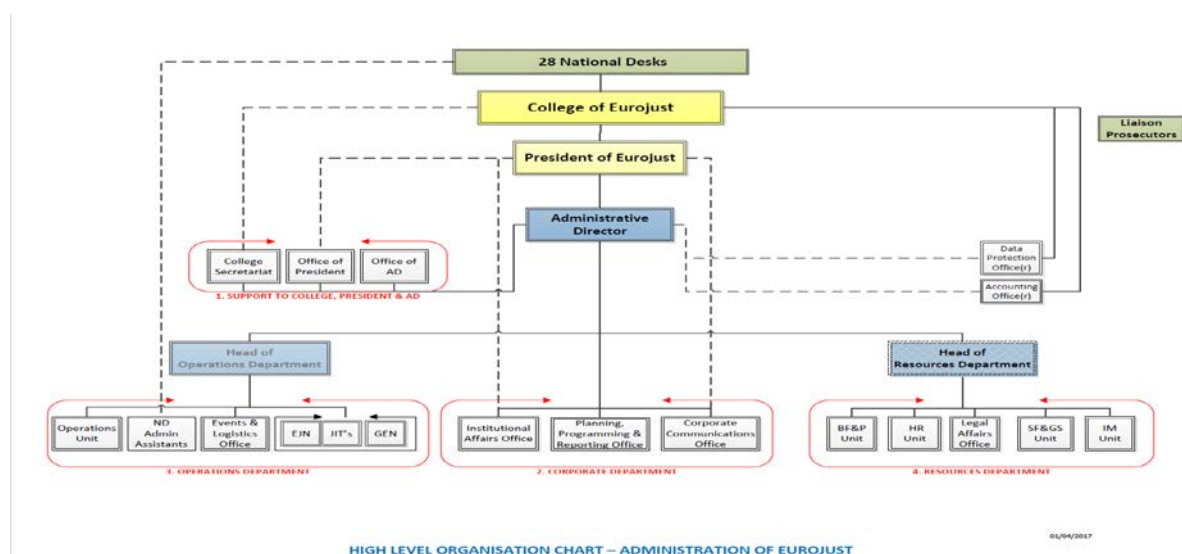 28 National Desks
College of Eurojust
Liaison
Prosecutors
President of Eurojust
Administrative
Director
College
Secretariat
Office of
President
Office of
AD
Data
Protection
Office(r)
Accounting
Office(r)
1. SUPPORT TO COLLEGE, PRESIDENT & AD
Head of
Operations Department
Head of
Resources Department
Operations
Unit
ND
Admin
Assistants
Events &
Logistics
Office
EJN
JIT's
GEN
Institutional
Affairs Office
Planning,
Programming &
Reporting Office
Corporate
Communications
Office
BF&P
Unit
HR
Unit
Legal
Affairs
Office
SF&GS
Unit
IM
Unit
3. OPERATIONS DEPARTMENT
2. CORPORATE DEPARTMENT
4. RESOURCES DEPARTMENT
01/04/2017
HIGH LEVEL ORGANISATION CHART – ADMINISTRATION OF EUROJUST